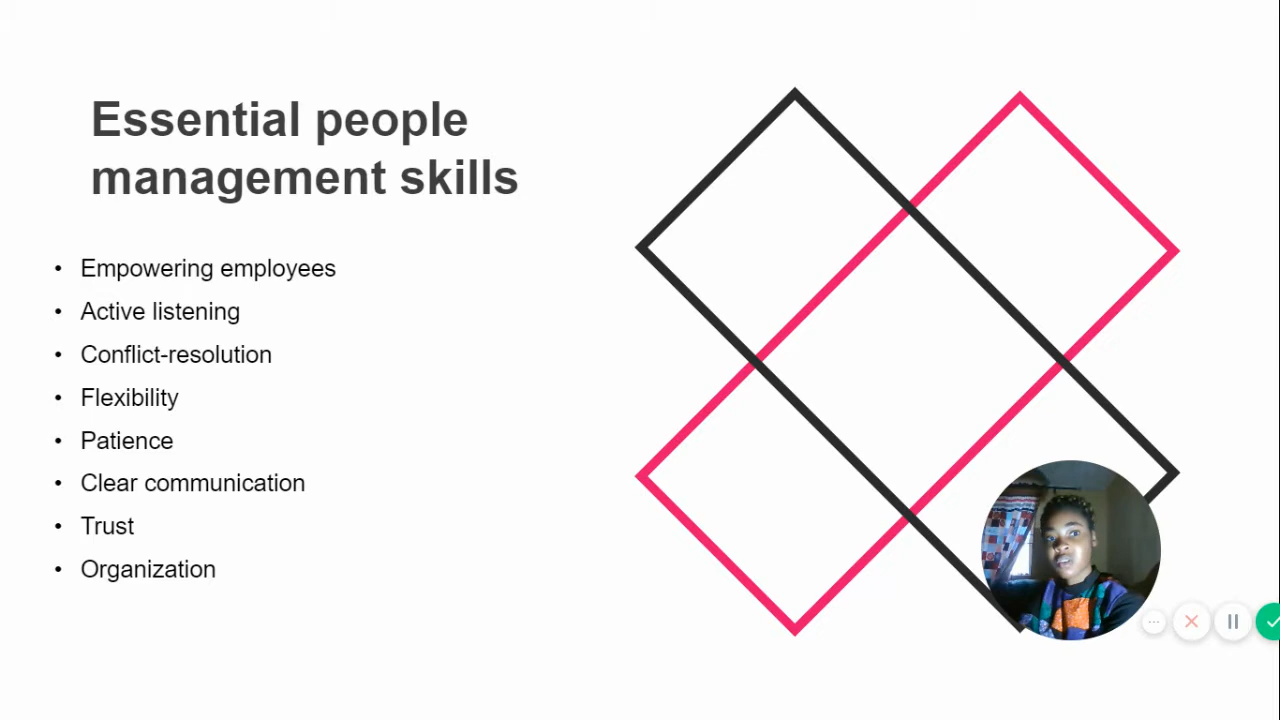 Essential people
management skills
• Empowering employees
• Active listening
• Conflict-resolution
• Flexibility
• Patience
• Clear communication
• Trust
• Organization